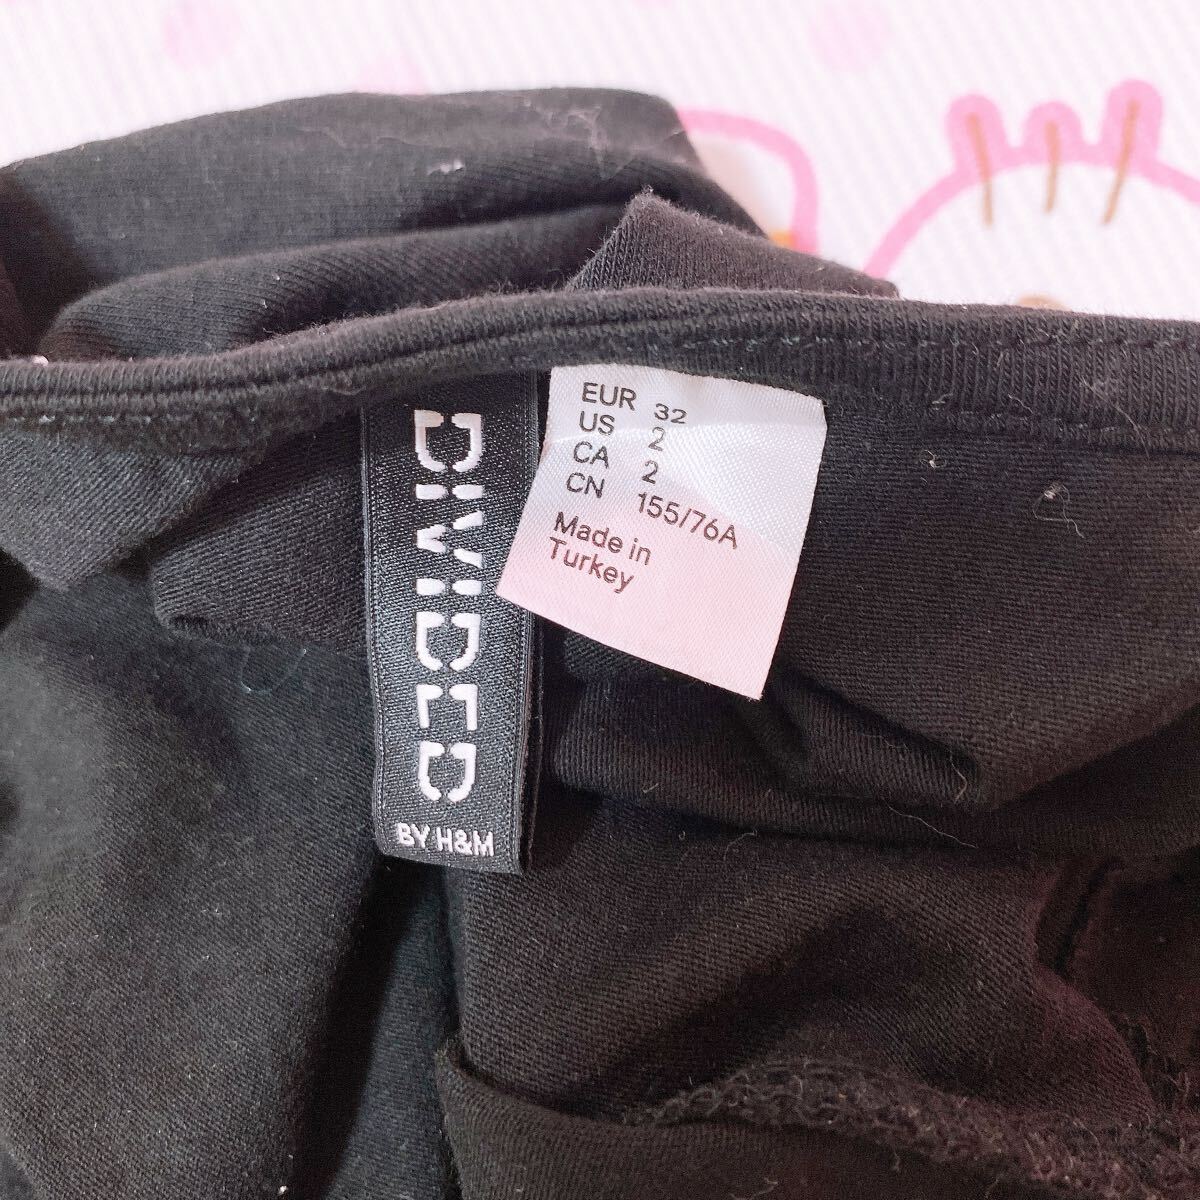 DIVIDED
BY H&M
EUR 32
US 2
CA 2
CN 155/76A
Made in
Turkey